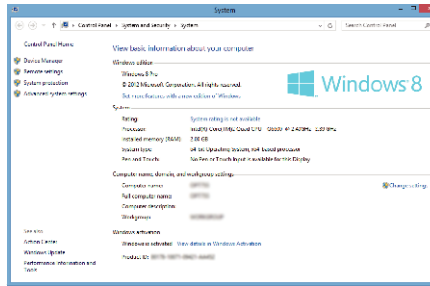 System
Control Panel ▸ System and Security ▸ System
Search Control Panel
Control Panel Home
Device Manager
Remote settings
System protection
Advanced system settings
View basic information about your computer
Windows edition
Windows 8 Pro
© 2012 Microsoft Corporation. All rights reserved.
Get more features with a new edition of Windows
Windows 8
System
Rating: System rating is not available
Processor: Intel(R) Core(TM)2 Quad CPU
Installed memory (RAM): 2.00 GB
System type: 64-bit Operating System, x64-based processor
Pen and Touch: No Pen or Touch Input is available for this Display
Computer name, domain, and workgroup settings
Computer name:
Change settings
Full computer name:
Computer description:
Workgroup:
Windows activation
Windows is activated View details in Windows Activation
Product ID:
See also
Action Center
Windows Update
Performance Information and
Tools